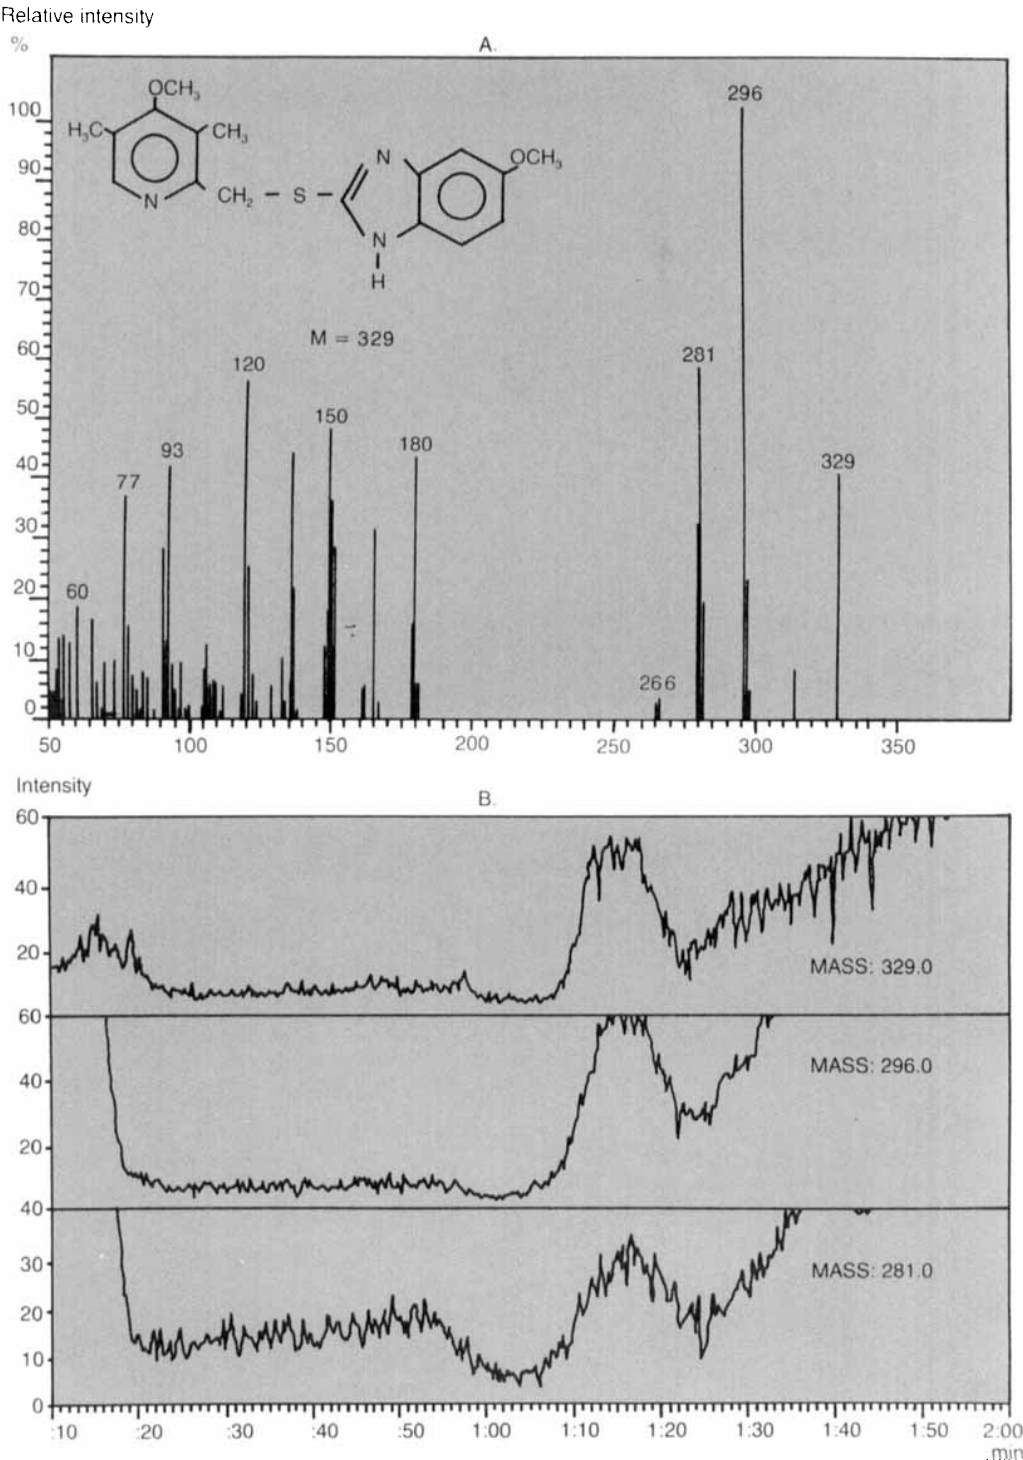 Relative intensity
%
A.
100
90
80
70
60
50
40
30
20
10
0
OCH₃
H₃C
CH₃
N
CH₂ — S —
N
N
H
OCH₃
M = 329
60
77
93
120
150
180
266
281
296
329
50 100 150 200 250 300 350
Intensity
B.
60
40
20
MASS: 329.0
60
40
20
MASS: 296.0
40
30
20
10
0
MASS: 281.0
:10 :20 :30 :40 :50 1:00 1:10 1:20 1:30 1:40 1:50 2:00
min